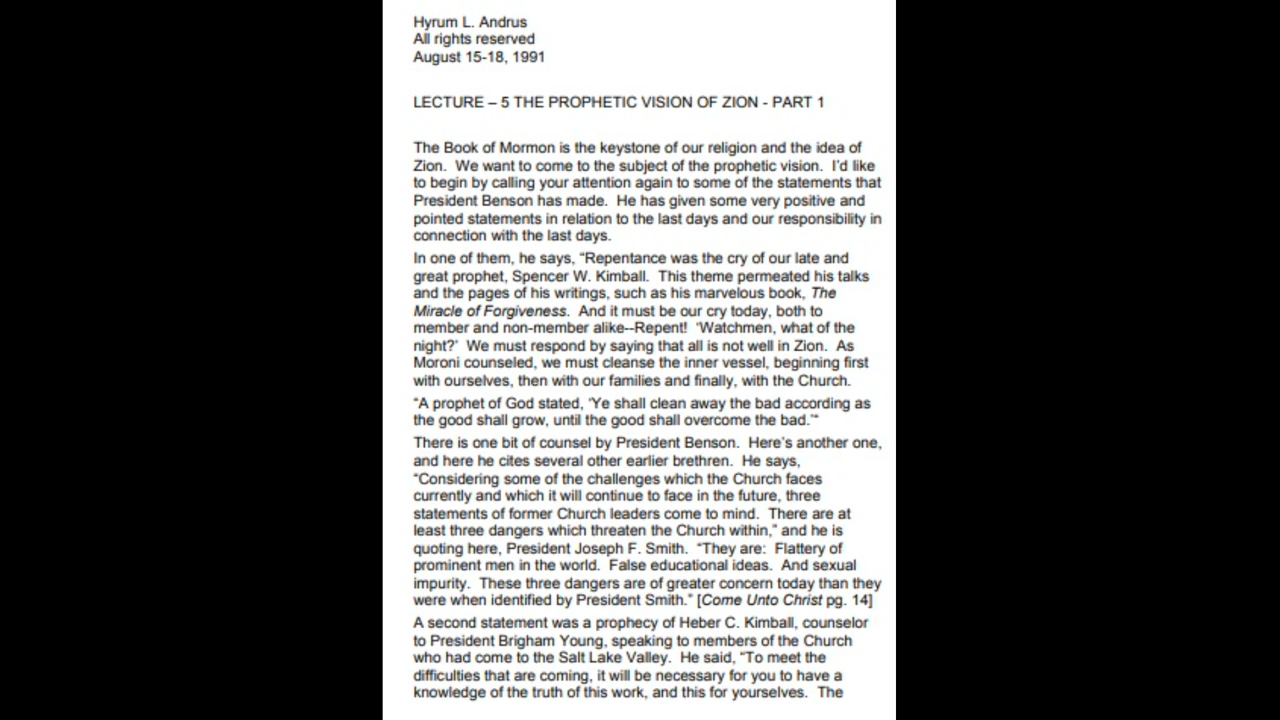 Hyrum L. Andrus
All rights reserved
August 15-18, 1991
LECTURE – 5 THE PROPHETIC VISION OF ZION - PART 1
The Book of Mormon is the keystone of our religion and the idea of
Zion.  We want to come to the subject of the prophetic vision.  I'd like
to begin by calling your attention again to some of the statements that
President Benson has made.  He has given some very positive and
pointed statements in relation to the last days and our responsibility in
connection with the last days.
In one of them, he says, “Repentance was the cry of our late and
great prophet, Spencer W. Kimball.  This theme permeated his talks
and the pages of his writings, such as his marvelous book, The
Miracle of Forgiveness.  And it must be our cry today, both to
member and non-member alike--Repent!  ‘Watchmen, what of the
night?’  We must respond by saying that all is not well in Zion.  As
Moroni counseled, we must cleanse the inner vessel, beginning first
with ourselves, then with our families and finally, with the Church.
“A prophet of God stated, ‘Ye shall clean away the bad according as
the good shall grow, until the good shall overcome the bad.’“
There is one bit of counsel by President Benson.  Here's another one,
and here he cites several other earlier brethren.  He says,
“Considering some of the challenges which the Church faces
currently and which it will continue to face in the future, three
statements of former Church leaders come to mind.  There are at
least three dangers which threaten the Church within,” and he is
quoting here, President Joseph F. Smith.  “They are:  Flattery of
prominent men in the world.  False educational ideas.  And sexual
impurity.  These three dangers are of greater concern today than they
were when identified by President Smith.” [Come Unto Christ pg. 14]
A second statement was a prophecy of Heber C. Kimball, counselor
to President Brigham Young, speaking to members of the Church
who had come to the Salt Lake Valley.  He said, “To meet the
difficulties that are coming, it will be necessary for you to have a
knowledge of the truth of this work, and this for yourselves.  The